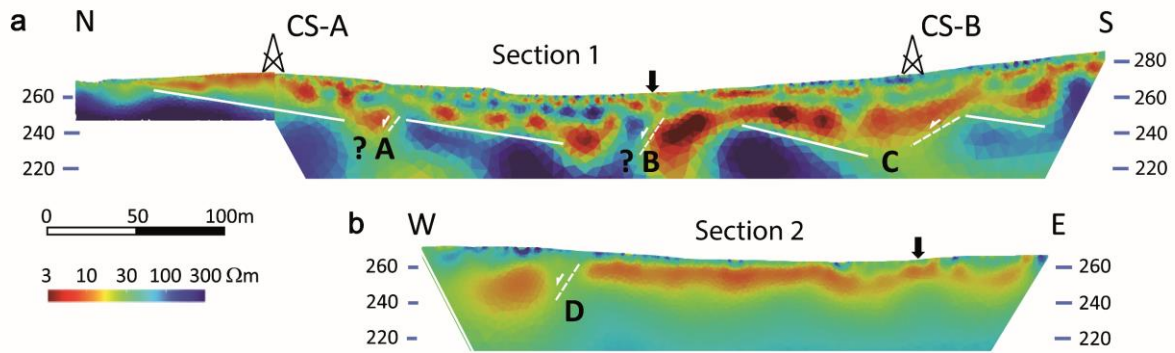 a N CS-A Section 1 CS-B S
280
260 260
240 240
220 220
? A ? B C
0 50 100m
b W Section 2 E
3 10 30 100 300 Ωm
260 260
240 240
220 220
D